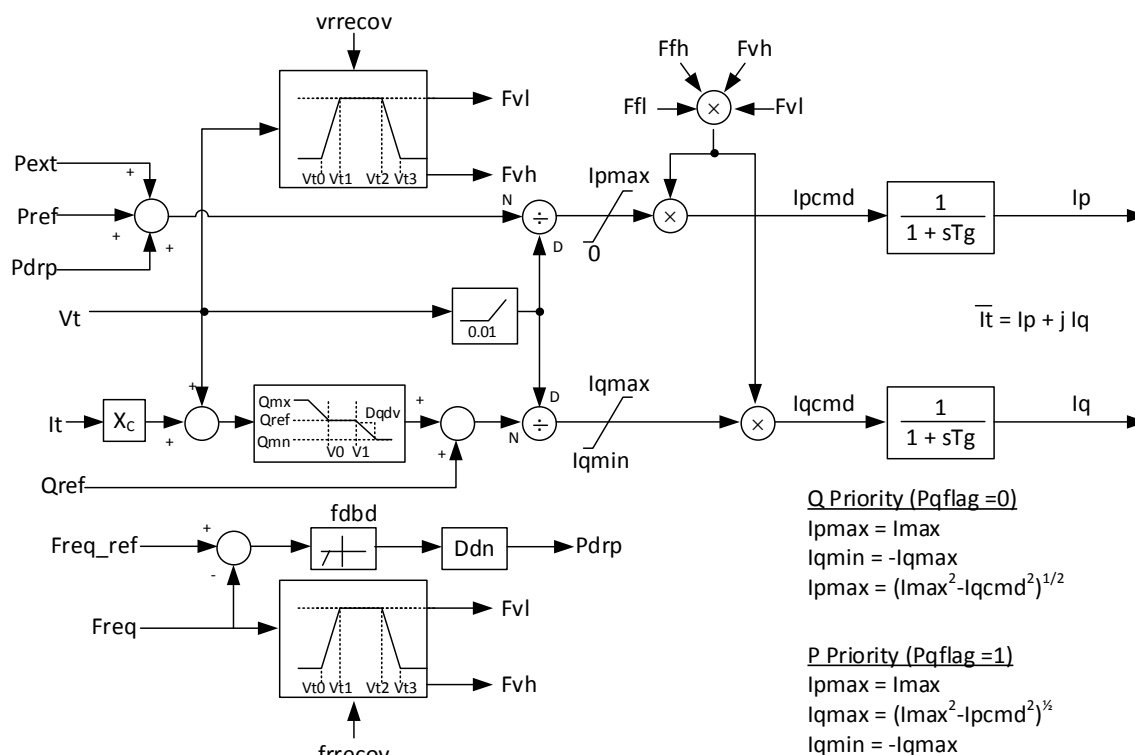 vrrecov
Ffh
Fvh
Fvl
Ffl
Fvl
Pext
+
Fvh
Ipmax
Vt0 Vt1 Vt2 Vt3
Pref
+
+
N
÷
×
×
Ipcmd
1
1 + sTg
Ip
Pdrp
D
0
Vt
0.01
It = Ip + j Iq
+
Qmx
Qref
Qmn
Dqdv
V0 V1
+
D
Iqmax
Iqcmd
1
1 + sTg
Iq
It
Xc
+
+
N
÷
×
Iqmin
Qref
Q Priority (Pqflag =0)
Ipmax = Imax
Iqmin = -Iqmax
Ipmax = (Imax²-Iqcmd²)^1/2
fdbd
Freq_ref
+
-
Ddn
Pdrp
Fvl
Freq
Fvh
Vt0 Vt1 Vt2 Vt3
P Priority (Pqflag =1)
Ipmax = Imax
Iqmax = (Imax²-Ipcmd²)^½
Iqmin = -Iqmax
frrecov